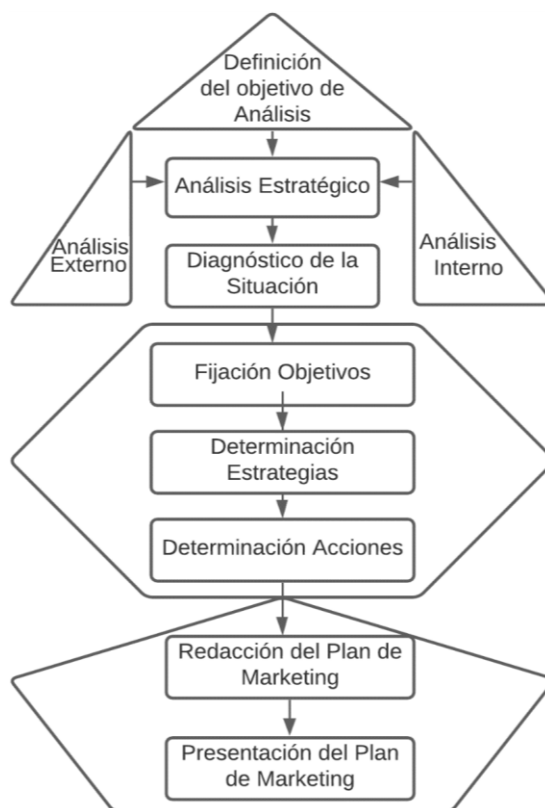 Definición
del objetivo de
Análisis
Análisis Estratégico
Análisis
Externo
Análisis
Interno
Diagnóstico de la
Situación
Fijación Objetivos
Determinación
Estrategias
Determinación Acciones
Redacción del Plan de
Marketing
Presentación del Plan
de Marketing